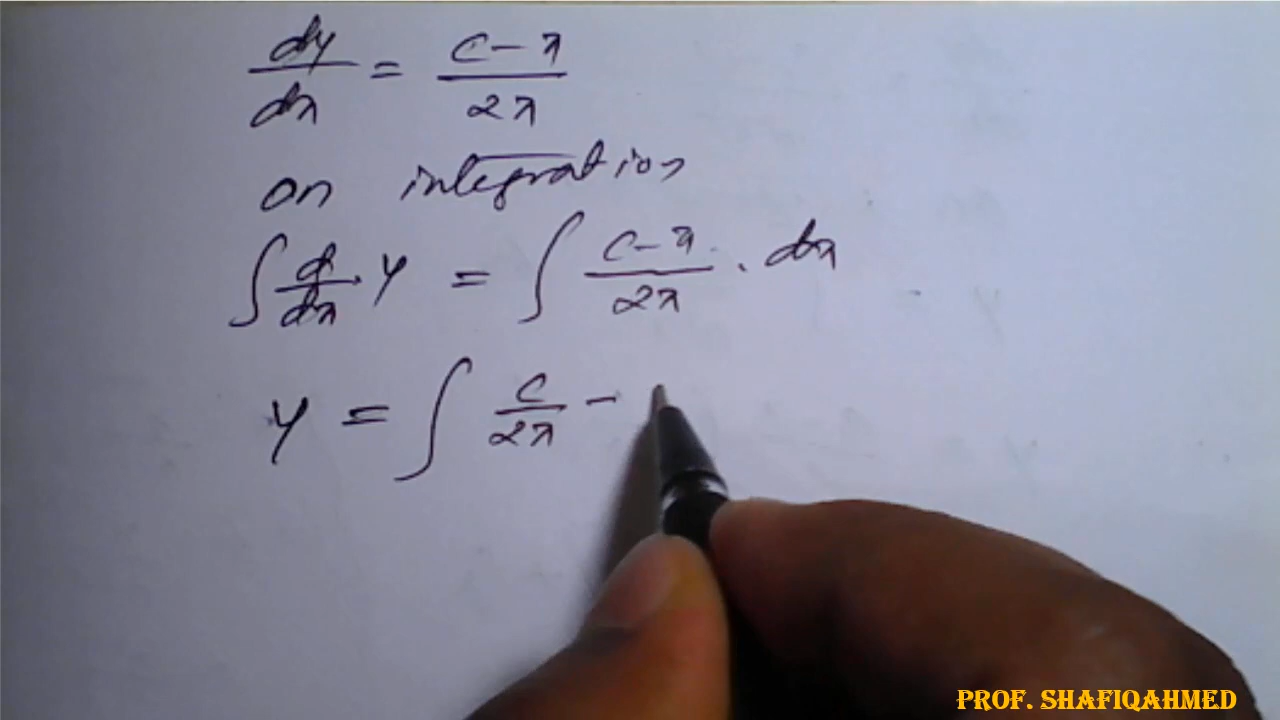 dy/dx = c-x/2x
on integration
∫ d/dx . y = ∫ c-x/2x . dx
y = ∫ c/2x -
PROF. SHAFIQAHMED